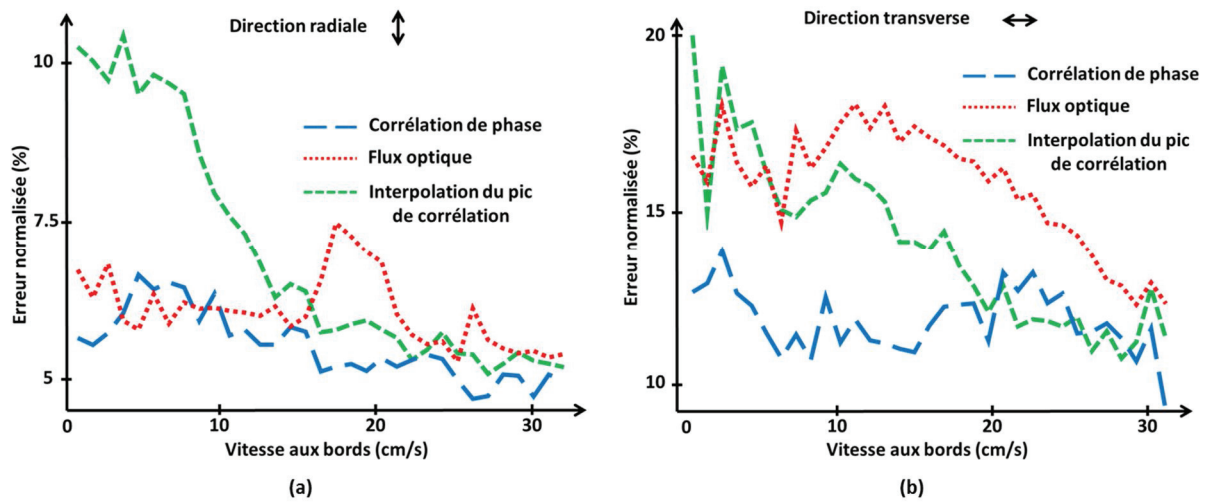 Direction radiale
10
7.5
5
Erreur normalisée (%)
Corrélation de phase
Flux optique
Interpolation du pic
de corrélation
0
10
20
30
Vitesse aux bords (cm/s)
(a)
Direction transverse
20
15
10
Erreur normalisée (%)
Corrélation de phase
Flux optique
Interpolation du pic
de corrélation
0
10
20
30
Vitesse aux bords (cm/s)
(b)